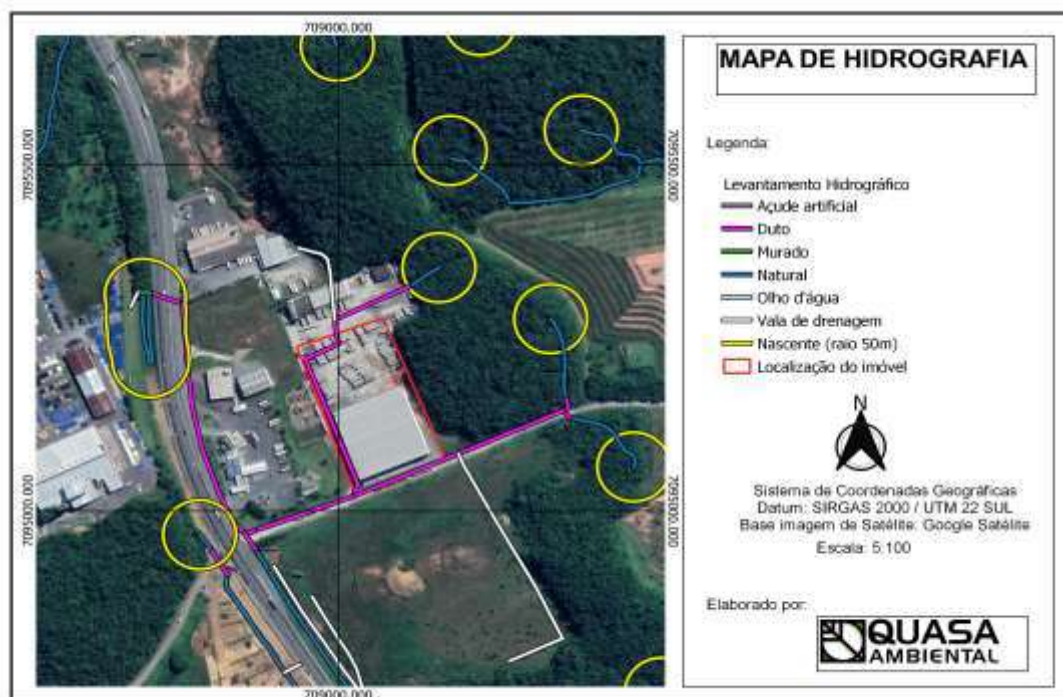 709000.000
MAPA DE HIDROGRAFIA
7095500.000
7095500.000
Legenda:
Levantamento Hidrográfico
Açude artificial
Duto
Murado
Natural
Olho d'água
Vala de drenagem
Nascente (raio 50m)
Localização do imóvel
N
7095000.000
7095000.000
Sistema de Coordenadas Geográficas
Datum: SIRGAS 2000 / UTM 22 SUL
Base imagem de Satélite: Google Satélite
Escala: 5:100
Elaborado por:
QUASA
AMBIENTAL
709000.000